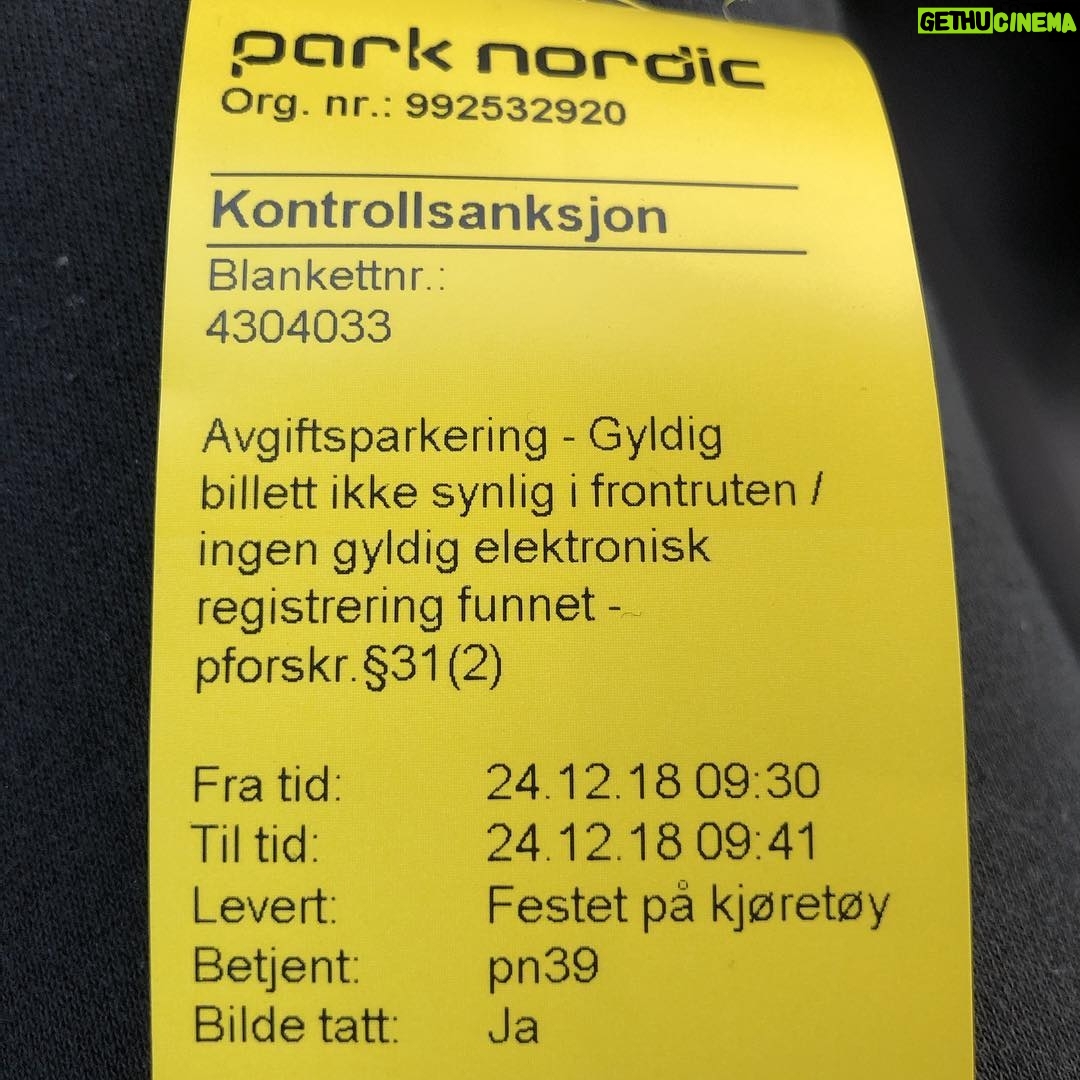 GETHUCINEMA
park nordic
Org. nr.: 992532920
Kontrollsanksjon
Blankettnr.:
4304033
Avgiftsparkering - Gyldig
billett ikke synlig i frontruten /
ingen gyldig elektronisk
registrering funnet -
pforskr.§31(2)
Fra tid: 24.12.18 09:30
Til tid: 24.12.18 09:41
Levert: Festet på kjøretøy
Betjent: pn39
Bilde tatt: Ja